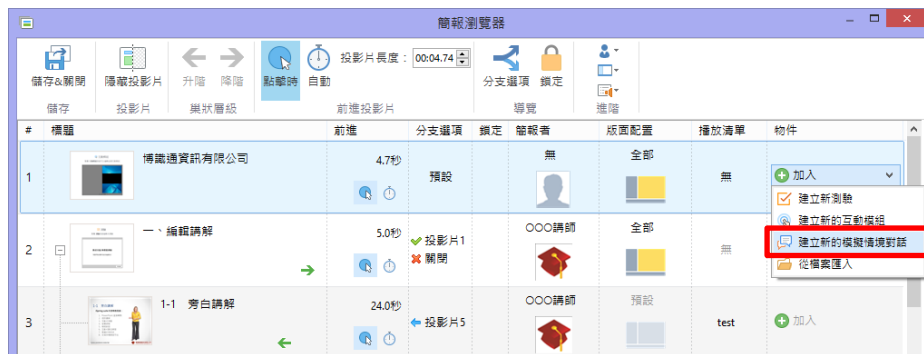 簡報瀏覽器
儲存&關閉 隱藏投影片 升階 降階 點擊時 自動 投影片長度： 00:04.74 分支選項 鎖定
儲存 投影片 巢狀層級 前進投影片 導覽 進階
# 標題 前進 分支選項 鎖定 簡報者 版面配置 播放清單 物件
1 博識通資訊有限公司 4.7秒 預設 無 全部 無 加入
建立新測驗
建立新的互動模組
建立新的模擬情境對話
從檔案匯入
2 一、編輯講解 5.0秒 投影片1 關閉 OOO講師 全部 無
3 1-1 旁白講解 24.0秒 投影片5 OOO講師 預設 test 加入